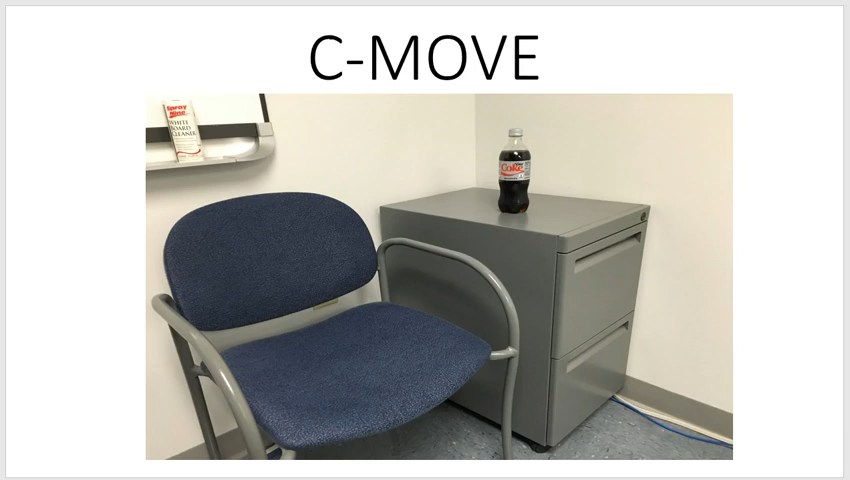 C-MOVE
Spray
Nine
WHITE
BOARD
CLEANER
Diet
Coke